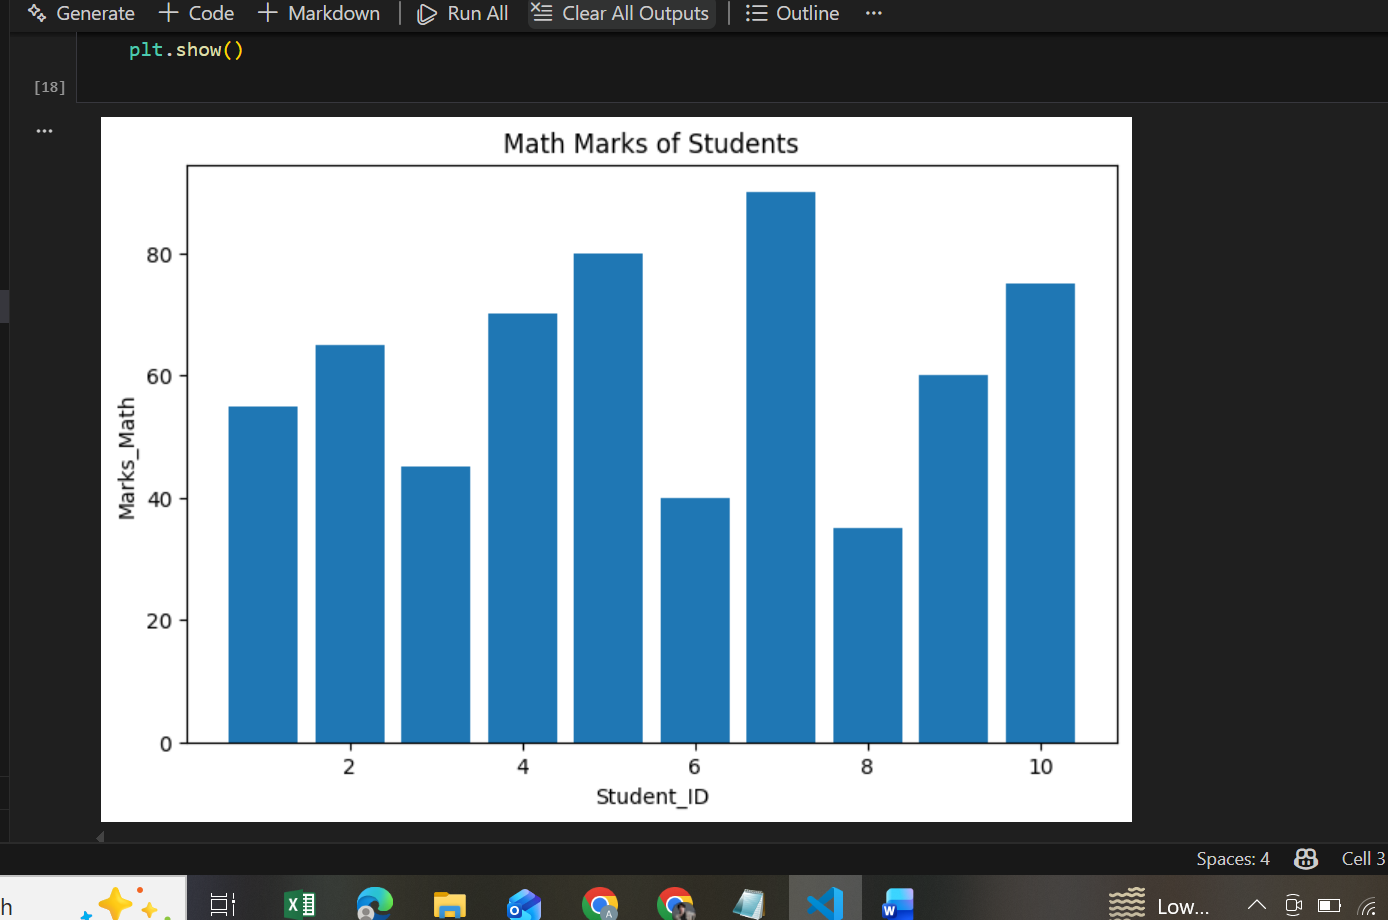 Generate + Code + Markdown Run All Clear All Outputs Outline ...
plt.show()
[18]
...
Math Marks of Students
80
60
40
20
0
Marks_Math
2 4 6 8 10
Student_ID
Spaces: 4 Cell 3
h Low...